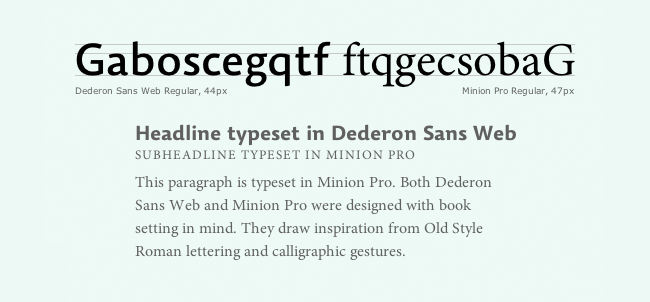 Gaboscegqtf ftqgecsobaG
Dederon Sans Web Regular, 44px Minion Pro Regular, 47px
Headline typeset in Dederon Sans Web
SUBHEADLINE TYPESET IN MINION PRO
This paragraph is typeset in Minion Pro. Both Dederon
Sans Web and Minion Pro were designed with book
setting in mind. They draw inspiration from Old Style
Roman lettering and calligraphic gestures.